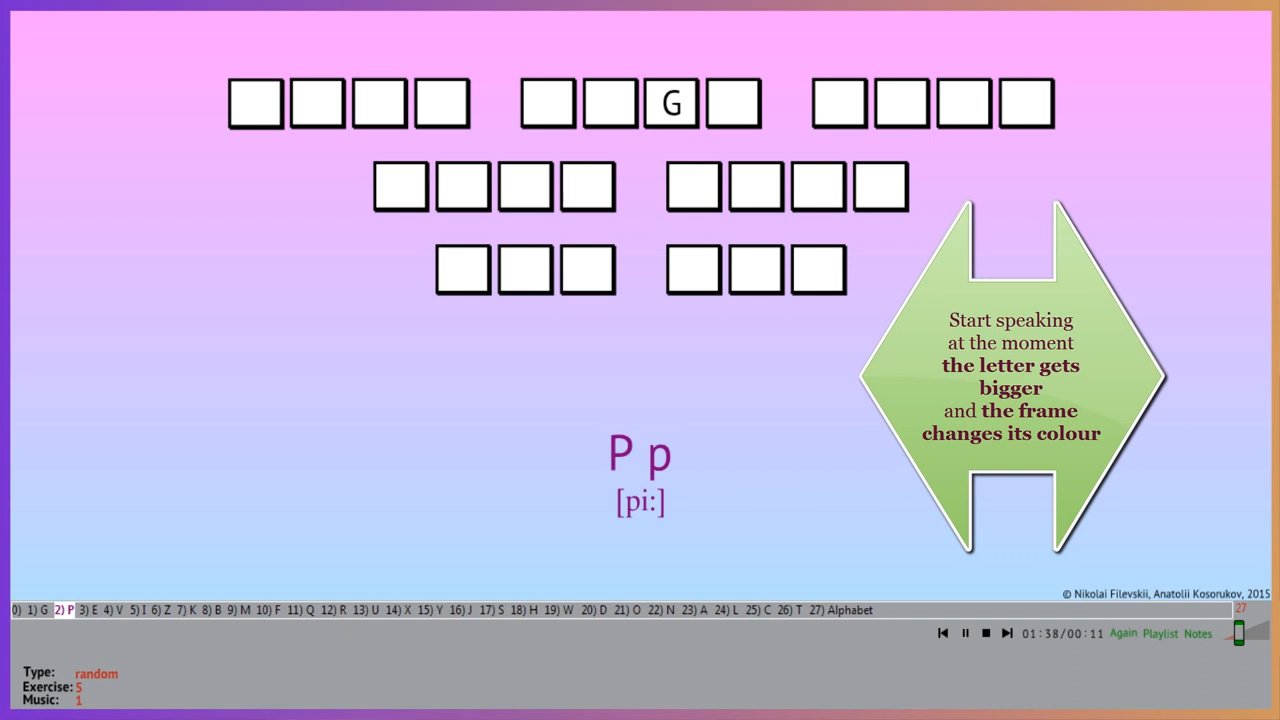 G
Start speaking
at the moment
the letter gets
bigger
and the frame
changes its colour
P p
[pi:]
© Nikolai Filevskii, Anatolii Kosorukov, 2015
0) 1) G 2) P 3) E 4) V 5) I 6) Z 7) K 8) B 9) M 10) F 11) Q 12) R 13) U 14) X 15) Y 16) J 17) S 18) H 19) W 20) D 21) O 22) N 23) A 24) L 25) C 26) T 27) Alphabet
27
01:38/00:11 Again Playlist Notes
Type: random
Exercise: 5
Music: 1